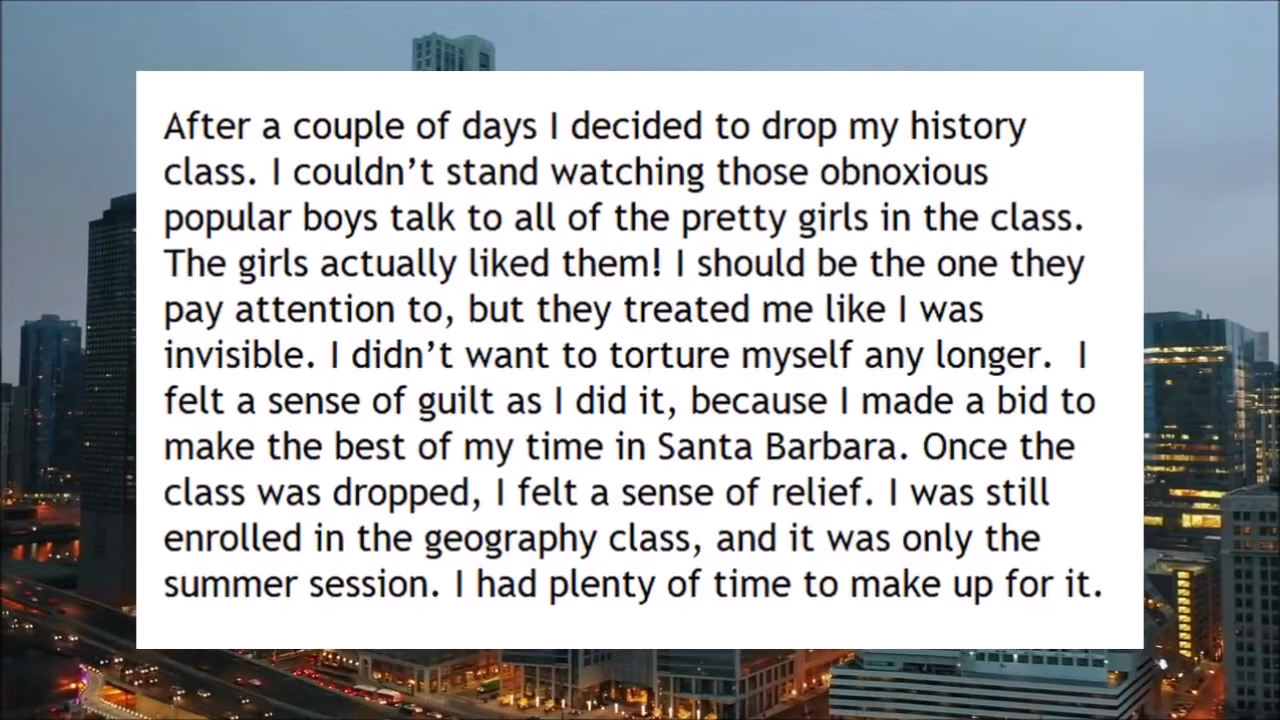 After a couple of days I decided to drop my history
class. I couldn’t stand watching those obnoxious
popular boys talk to all of the pretty girls in the class.
The girls actually liked them! I should be the one they
pay attention to, but they treated me like I was
invisible. I didn’t want to torture myself any longer.  I
felt a sense of guilt as I did it, because I made a bid to
make the best of my time in Santa Barbara. Once the
class was dropped, I felt a sense of relief. I was still
enrolled in the geography class, and it was only the
summer session. I had plenty of time to make up for it.